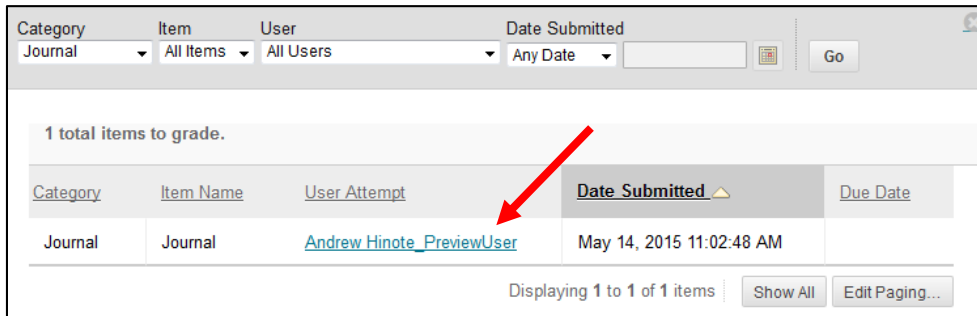 Category Item User Date Submitted
Journal All Items All Users Any Date Go
1 total items to grade.
Category Item Name User Attempt Date Submitted Due Date
Journal Journal Andrew Hinote_PreviewUser May 14, 2015 11:02:48 AM
Displaying 1 to 1 of 1 items Show All Edit Paging...